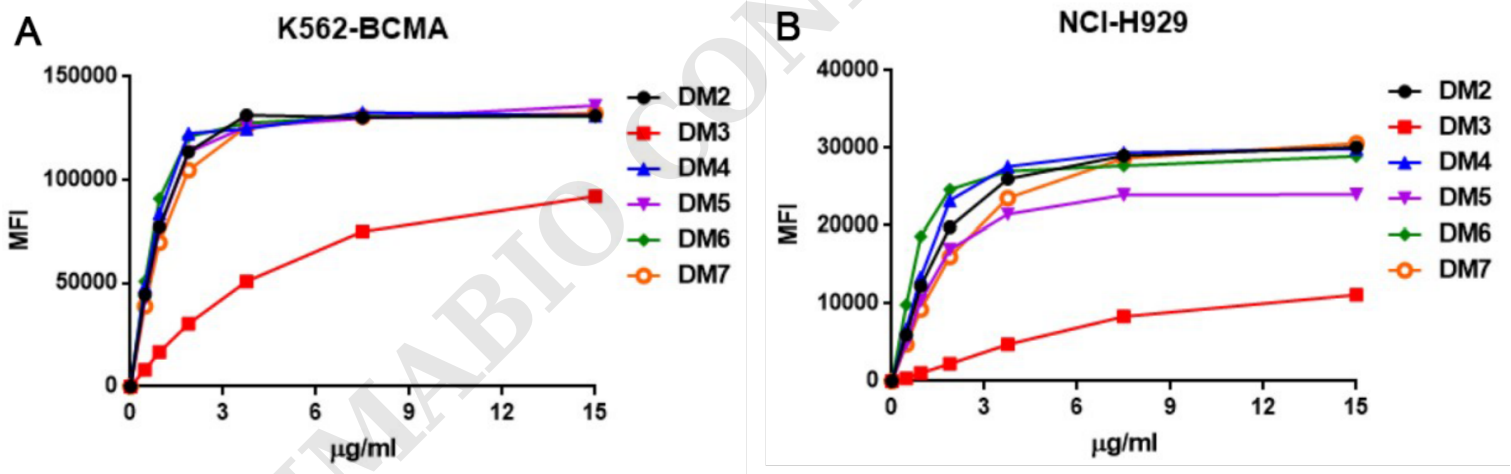 A
K562-BCMA
MFI
150000
100000
50000
0
0 3 6 9 12 15
μg/ml
DM2
DM3
DM4
DM5
DM6
DM7
B
NCI-H929
MFI
40000
30000
20000
10000
0
0 3 6 9 12 15
μg/ml
DM2
DM3
DM4
DM5
DM6
DM7
IMABIO CON